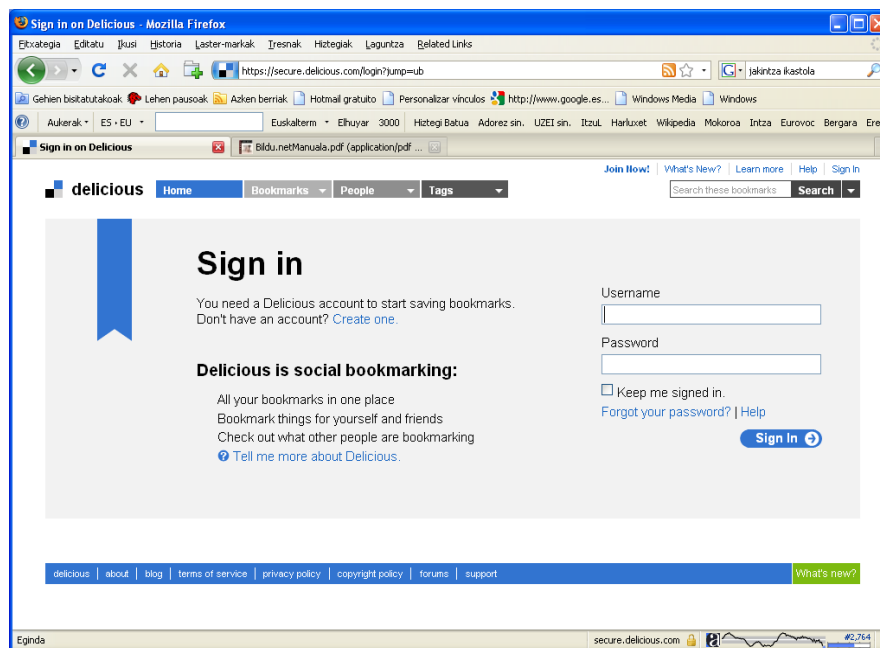 Sign in on Delicious - Mozilla Firefox
Fitxategia Editatu Ikusi Historia Laster-markak Tresnak Hiztegiak Laguntza Related Links
https://secure.delicious.com/login?jump=ub
jakintza ikastola
Gehien bisitatutakoak Lehen pausoak Azken berriak Hotmail gratuito Personalizar vínculos http://www.google.es... Windows Media Windows
Aukerak ES · EU Euskalterm Elhuyar 3000 Hiztegi Batua Adorez sin. UZEI sin. ItzuL Harluxet Wikipedia Mokoroa Intza Eurovoc Bergara Ere
Sign in on Delicious Bildu.netManuala.pdf (application/pdf ...
Join Now! What's New? Learn more Help Sign In
delicious Home Bookmarks People Tags Search these bookmarks Search
Sign in
You need a Delicious account to start saving bookmarks.
Don't have an account? Create one.
Username
Password
Delicious is social bookmarking:
All your bookmarks in one place
Bookmark things for yourself and friends
Check out what other people are bookmarking
Tell me more about Delicious.
Keep me signed in.
Forgot your password? | Help
Sign In
delicious about blog terms of service privacy policy copyright policy forums support What's new?
Eginda secure.delicious.com #2,764